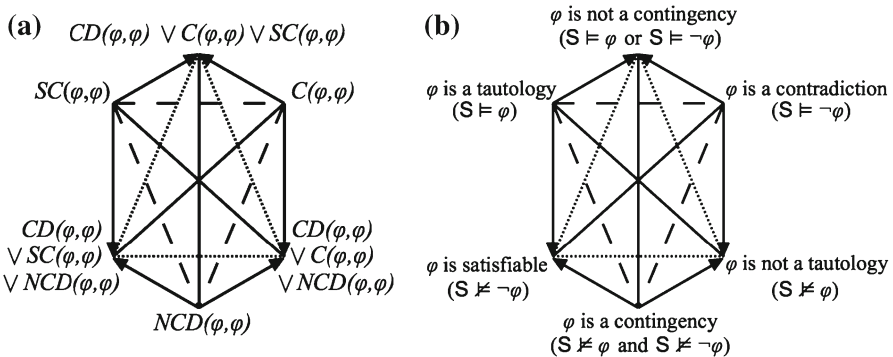 (a)
CD(φ,φ) ∨ C(φ,φ) ∨ SC(φ,φ)
SC(φ,φ)
C(φ,φ)
CD(φ,φ)
∨ SC(φ,φ)
∨ NCD(φ,φ)
CD(φ,φ)
∨ C(φ,φ)
∨ NCD(φ,φ)
NCD(φ,φ)
(b)
φ is not a contingency
(S ⊨ φ or S ⊨ ¬φ)
φ is a tautology
(S ⊨ φ)
φ is a contradiction
(S ⊨ ¬φ)
φ is satisfiable
(S ⊭ ¬φ)
φ is not a tautology
(S ⊭ φ)
φ is a contingency
(S ⊭ φ and S ⊭ ¬φ)